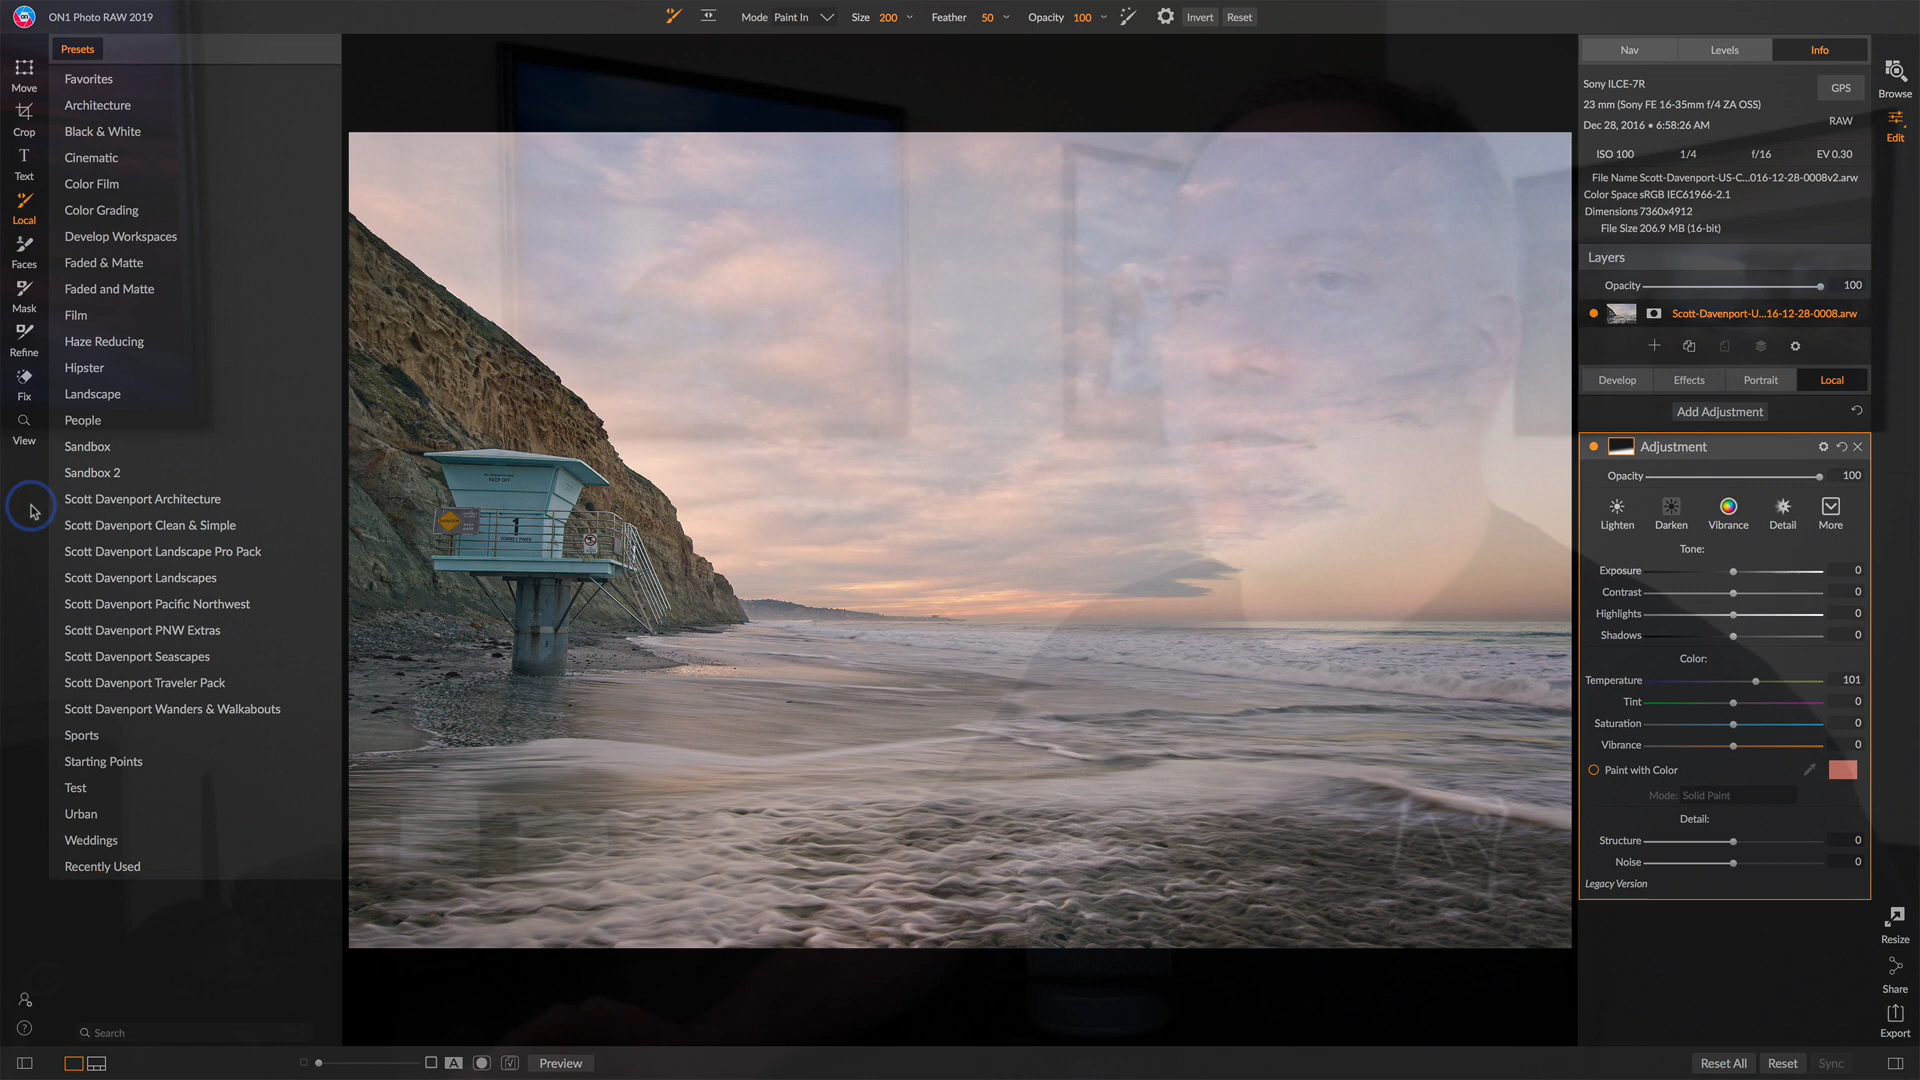 ON1 Photo RAW 2019
Mode Paint In Size 200 Feather 50 Opacity 100 Invert Reset
Presets
Favorites
Architecture
Black & White
Cinematic
Color Film
Color Grading
Develop Workspaces
Faded & Matte
Faded and Matte
Film
Haze Reducing
Hipster
Landscape
People
Sandbox
Sandbox 2
Scott Davenport Architecture
Scott Davenport Clean & Simple
Scott Davenport Landscape Pro Pack
Scott Davenport Landscapes
Scott Davenport Pacific Northwest
Scott Davenport PNW Extras
Scott Davenport Seascapes
Scott Davenport Traveler Pack
Scott Davenport Wanders & Walkabouts
Sports
Starting Points
Test
Urban
Weddings
Recently Used
Search
Move
Crop
T
Text
Local
Faces
Mask
Refine
Fix
View
?
KEEP OFF
DANGER
1
TORREY PINES
Nav Levels Info
Sony ILCE-7R
GPS
23 mm (Sony FE 16-35mm f/4 ZA OSS)
Dec 28, 2016 • 6:58:26 AM
RAW
ISO 100 1/4 f/16 EV 0.30
File Name Scott-Davenport-US-C...016-12-28-0008v2.arw
Color Space sRGB IEC61966-2.1
Dimensions 7360x4912
File Size 206.9 MB (16-bit)
Layers
Opacity 100
Scott-Davenport-U...16-12-28-0008.arw
Develop Effects Portrait Local
Add Adjustment
Adjustment
Opacity 100
Lighten Darken Vibrance Detail More
Tone:
Exposure 0
Contrast 0
Highlights 0
Shadows 0
Color:
Temperature 101
Tint 0
Saturation 0
Vibrance 0
Paint with Color
Mode: Solid Paint
Detail:
Structure 0
Noise 0
Legacy Version
Browse
Edit
Resize
Share
Export
A
Preview
Reset All Reset Sync